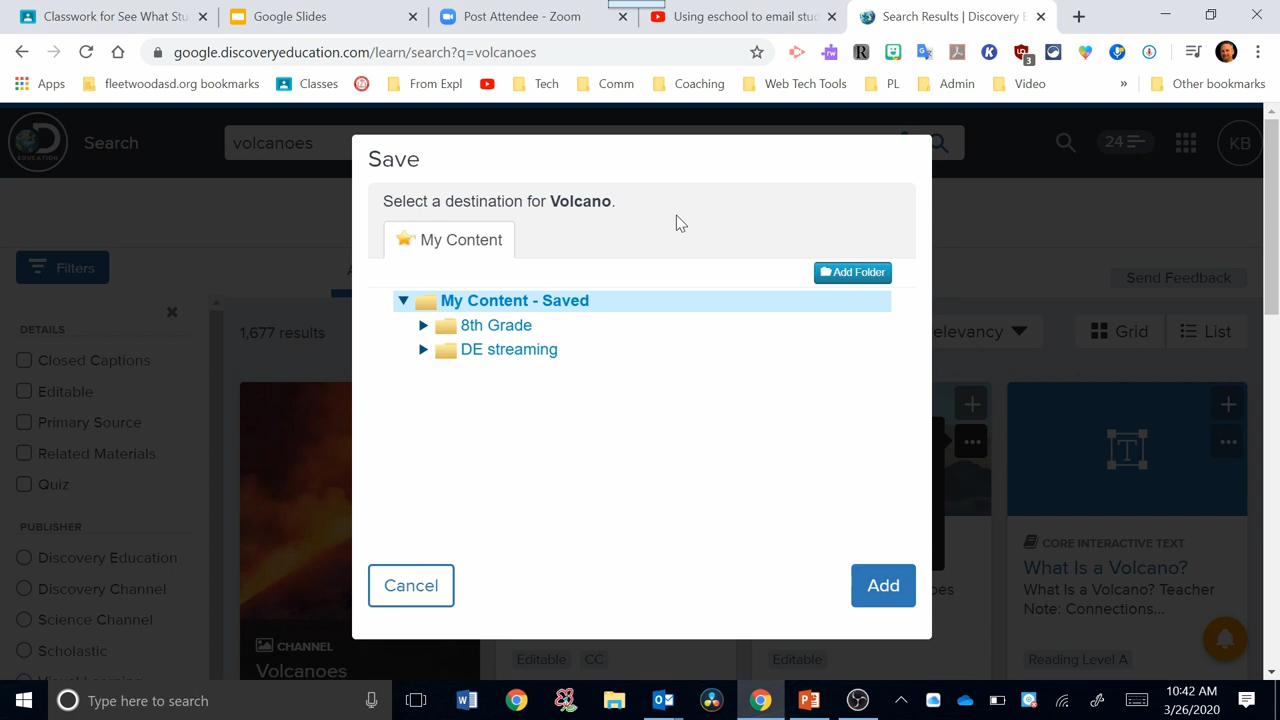 Classwork for See What Stu
Google Slides
Post Attendee - Zoom
Using eschool to email stu
Search Results | Discovery E
google.discoveryeducation.com/learn/search?q=volcanoes
3
Apps
fleetwoodasd.org bookmarks
Classes
From Expl
Tech
Comm
Coaching
Web Tech Tools
PL
Admin
Video
»
Other bookmarks
EDUCATION
Search
volcanoes
24
KB
Save
Select a destination for Volcano.
My Content
Add Folder
My Content - Saved
8th Grade
DE streaming
Cancel
Add
Filters
Send Feedback
DETAILS
1,677 results
elevancy
Grid
List
Closed Captions
Editable
Primary Source
Related Materials
Quiz
PUBLISHER
Discovery Education
Discovery Channel
Science Channel
Scholastic
CHANNEL
Volcanoes
Editable
CC
oes
Editable
T
CORE INTERACTIVE TEXT
What Is a Volcano?
What Is a Volcano? Teacher
Note: Connections...
Reading Level A
Type here to search
10:42 AM
3/26/2020